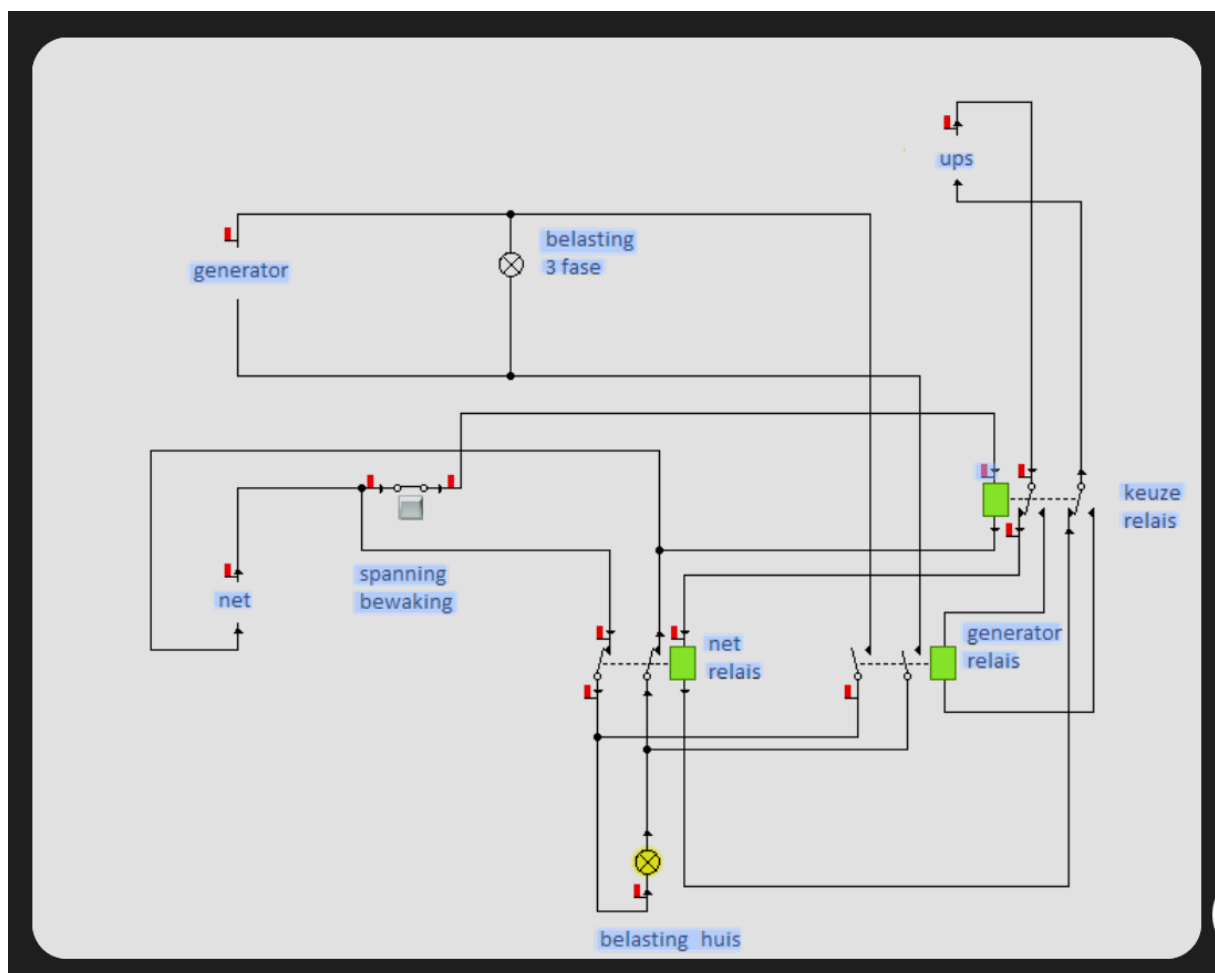 ups
belasting
3 fase
generator
keuze
relais
spanning
bewaking
net
net
relais
generator
relais
belasting huis